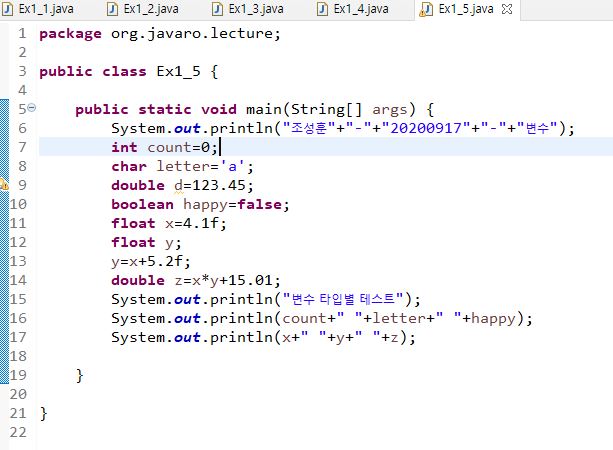 Ex1_1.java Ex1_2.java Ex1_3.java Ex1_4.java Ex1_5.java
1 package org.javaro.lecture;
2
3 public class Ex1_5 {
4
5 public static void main(String[] args) {
6 System.out.println("조성훈"+"-"+"20200917"+"-"+"변수");
7 int count=0;
8 char letter='a';
9 double d=123.45;
10 boolean happy=false;
11 float x=4.1f;
12 float y;
13 y=x+5.2f;
14 double z=x*y+15.01;
15 System.out.println("변수 타입별 테스트");
16 System.out.println(count+" "+letter+" "+happy);
17 System.out.println(x+" "+y+" "+z);
18
19 }
20
21 }
22